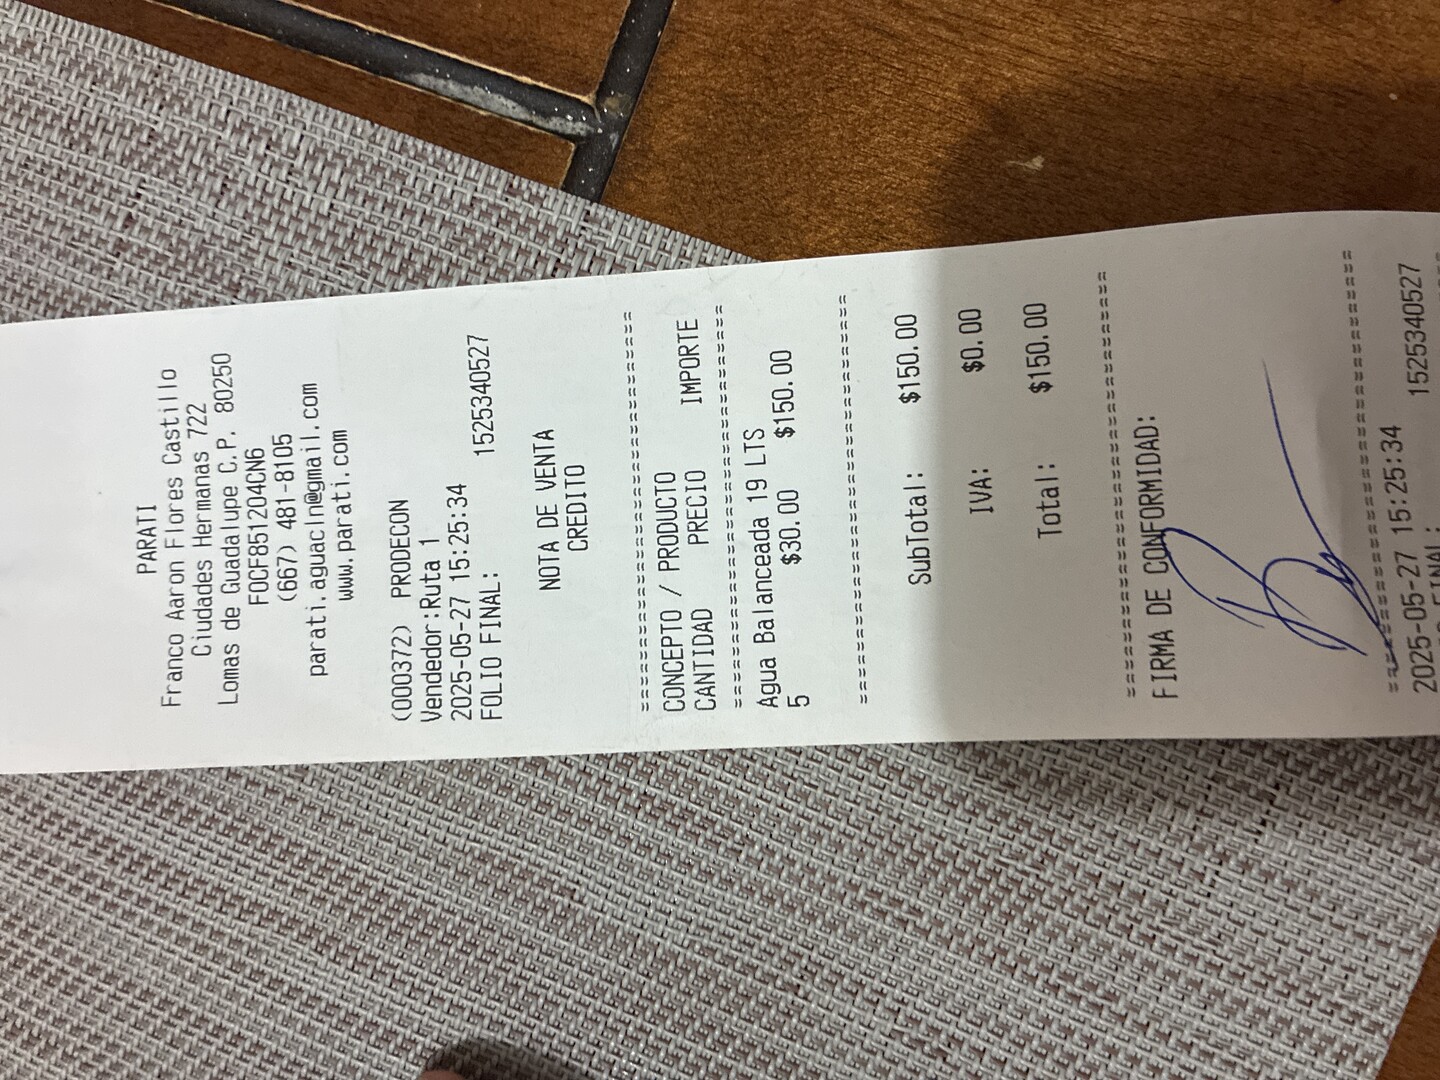 PARATI
Franco Aaron Flores Castillo
Ciudades Hermanas 722
Lomas de Guadalupe C.P. 80250
FOCF851204CN6
(667) 481-8105
parati.aguacln@gmail.com
www.parati.com
(000372) PRODECON
Vendedor:Ruta 1
2025-05-27 15:25:34
FOLIO FINAL: 1525340527
NOTA DE VENTA
CREDITO
===================================
CONCEPTO / PRODUCTO
CANTIDAD PRECIO IMPORTE
===================================
Agua Balanceada 19 LTS
5 $30.00 $150.00
===================================
SubTotal: $150.00
IVA: $0.00
Total: $150.00
===================================
FIRMA DE CONFORMIDAD:
===================================
2025-05-27 15:25:34
1525340527
FINAL: